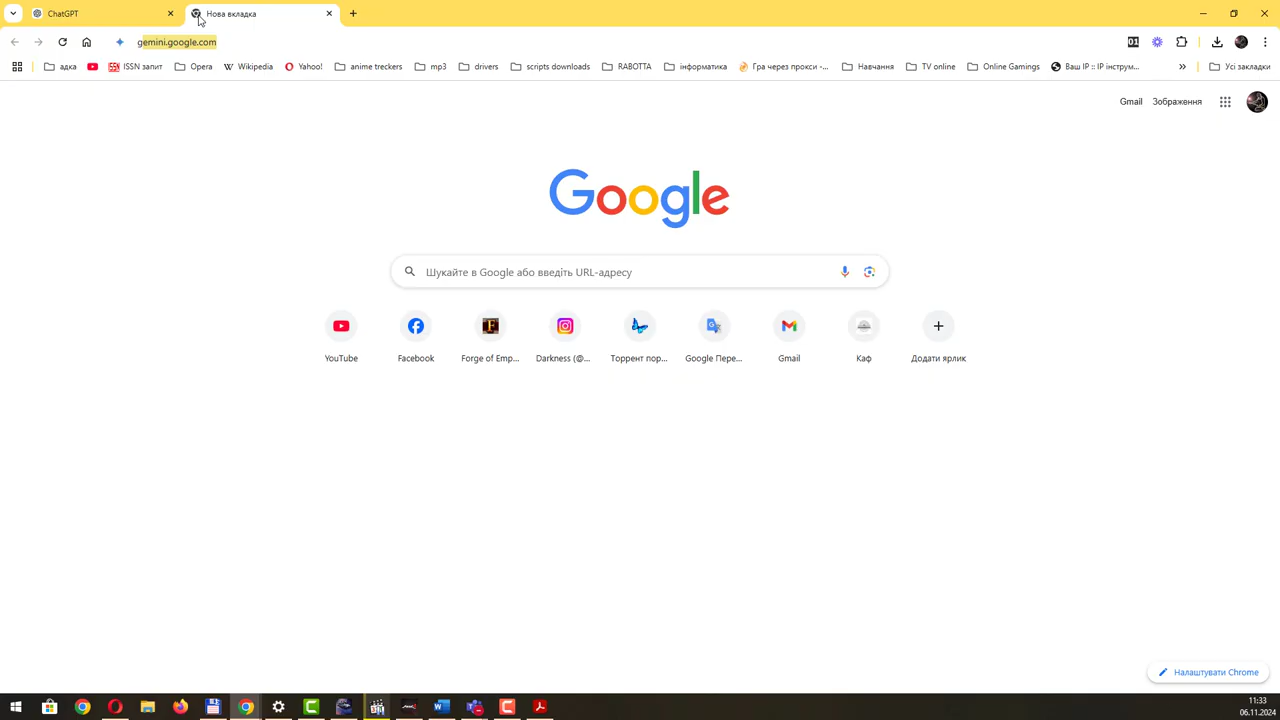 ChatGPT
Нова вкладка
gemini.google.com
01
адка
ISSN запит
Opera
Wikipedia
Yahoo!
anime treckers
mp3
drivers
scripts downloads
RABOTTA
інформатика
Гра через прокси -...
Навчання
TV online
Online Gamings
Ваш IP :: IP інструм...
Усі закладки
Gmail
Зображення
Google
Шукайте в Google або введіть URL-адресу
YouTube
Facebook
Forge of Emp...
Darkness (@...
Торрент пор...
Google Пере...
Gmail
Каф
Додати ярлик
Налаштувати Chrome
11:33
06.11.2024